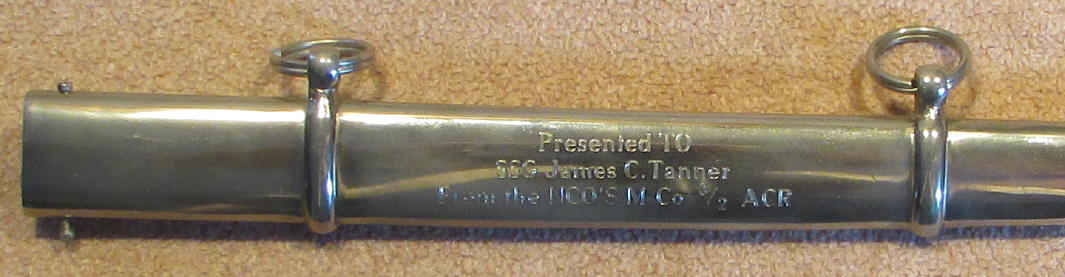 Presented TO
SSG James C. Tanner
From the NCO'S M Co 3/2 ACR